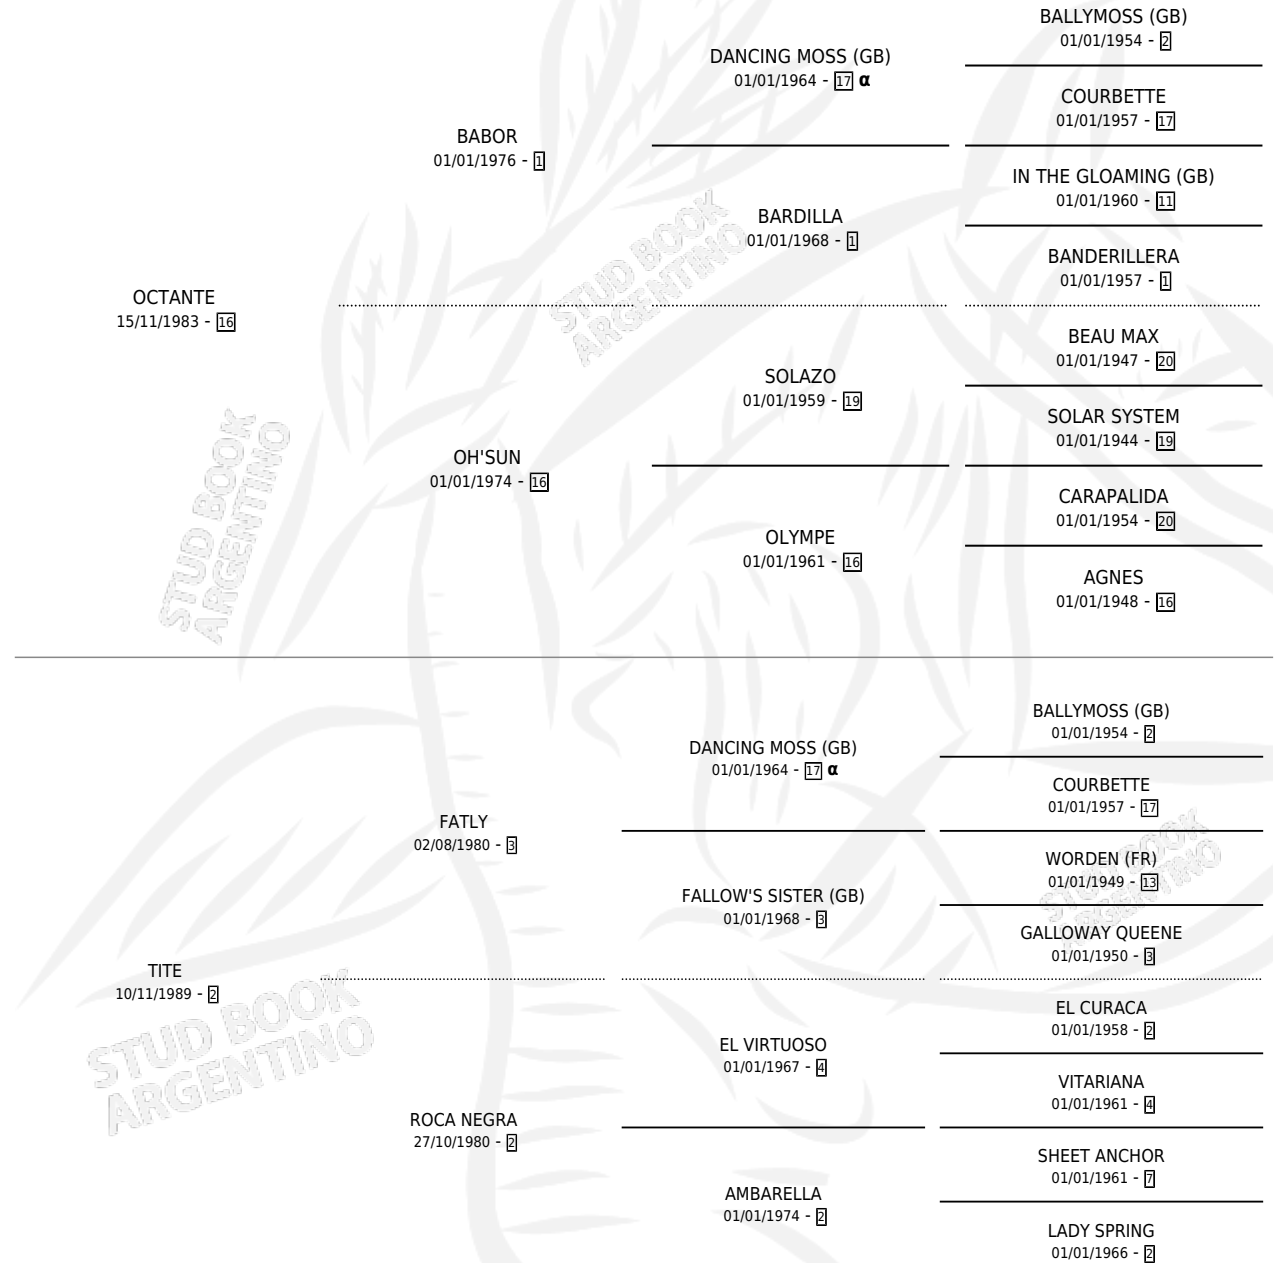 BALLYMOSS (GB)
01/01/1954 - 2
DANCING MOSS (GB)
01/01/1964 - 17 α
COURBETTE
01/01/1957 - 17
BABOR
01/01/1976 - 1
IN THE GLOAMING (GB)
01/01/1960 - 11
BARDILLA
01/01/1968 - 1
BANDERILLERA
01/01/1957 - 1
OCTANTE
15/11/1983 - 16
BEAU MAX
01/01/1947 - 20
SOLAZO
01/01/1959 - 19
SOLAR SYSTEM
01/01/1944 - 19
OH'SUN
01/01/1974 - 16
CARAPALIDA
01/01/1954 - 20
OLYMPE
01/01/1961 - 16
AGNES
01/01/1948 - 16
STUD BOOK
ARGENTINO
STUD BOOK
ARGENTINO
BALLYMOSS (GB)
01/01/1954 - 2
DANCING MOSS (GB)
01/01/1964 - 17 α
COURBETTE
01/01/1957 - 17
FATLY
02/08/1980 - 3
WORDEN (FR)
01/01/1949 - 13
FALLOW'S SISTER (GB)
01/01/1968 - 3
GALLOWAY QUEENE
01/01/1950 - 3
TITE
10/11/1989 - 2
EL CURACA
01/01/1958 - 2
EL VIRTUOSO
01/01/1967 - 4
VITARIANA
01/01/1961 - 4
ROCA NEGRA
27/10/1980 - 2
SHEET ANCHOR
01/01/1961 - 7
AMBARELLA
01/01/1974 - 2
LADY SPRING
01/01/1966 - 2
STUD BOOK
ARGENTINO
STUD BOOK
ARGENTINO